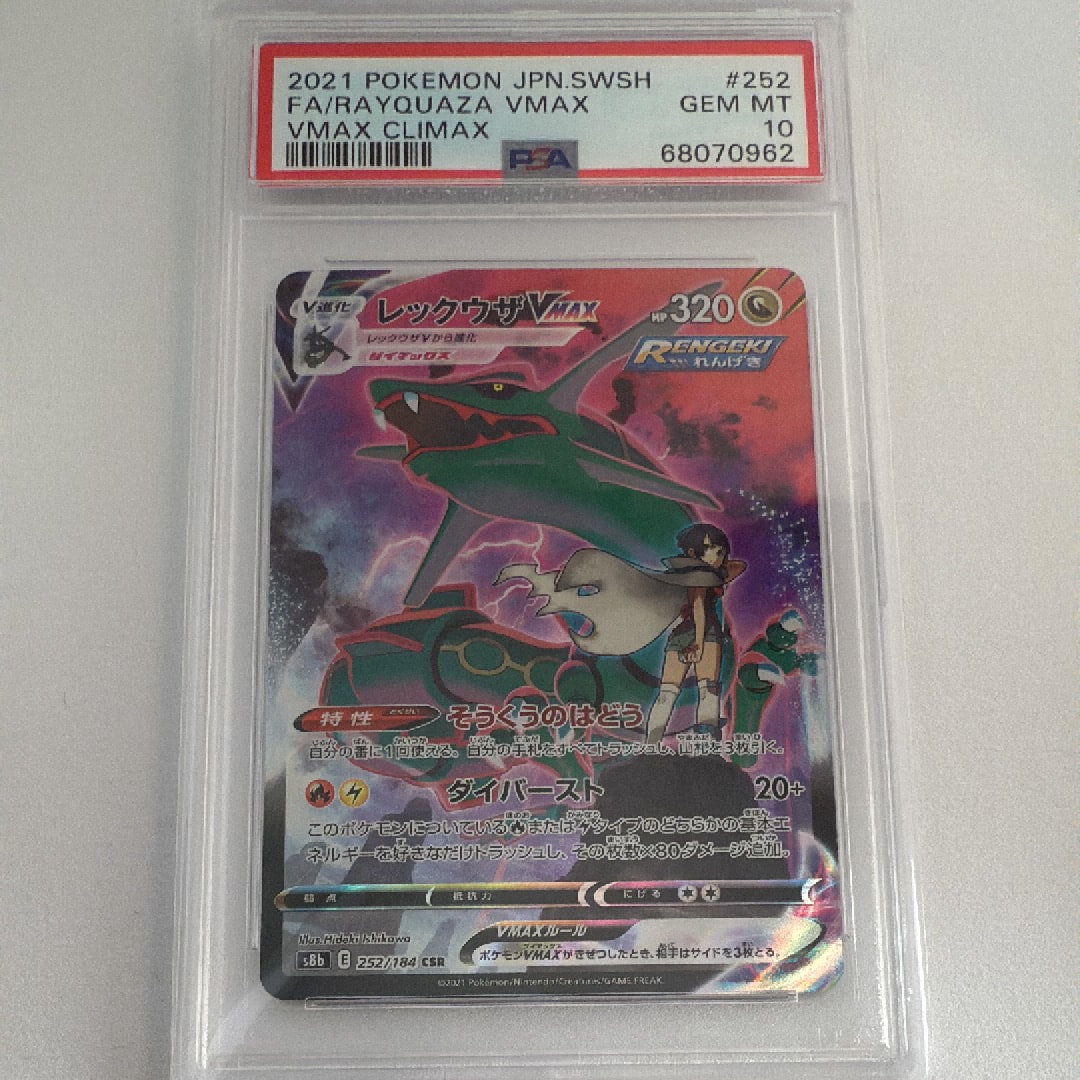 2021 POKEMON JPN.SWSH #252
FA/RAYQUAZA VMAX GEM MT
VMAX CLIMAX 10
PSA 68070962
V進化 レックウザVMAX HP320
レックウザVから進化
ダイマックス
RENGEKI
れんげき
特性 とくせい そうくうのはどう
自分の番に1回使える。自分の手札をすべてトラッシュし、山札を3枚引く。
ダイバースト 20+
このポケモンについている または タイプのどちらかの基本エ
ネルギーを好きなだけトラッシュし、その枚数×80ダメージ追加。
弱点 抵抗力 にげる
Illus.Hideki Ishikawa
VMAXルール
ポケモンVMAXがきぜつしたとき、相手はサイドを3枚とる。
s8b E 252/184 CSR
©2021 Pokémon/Nintendo/Creatures/GAME FREAK.